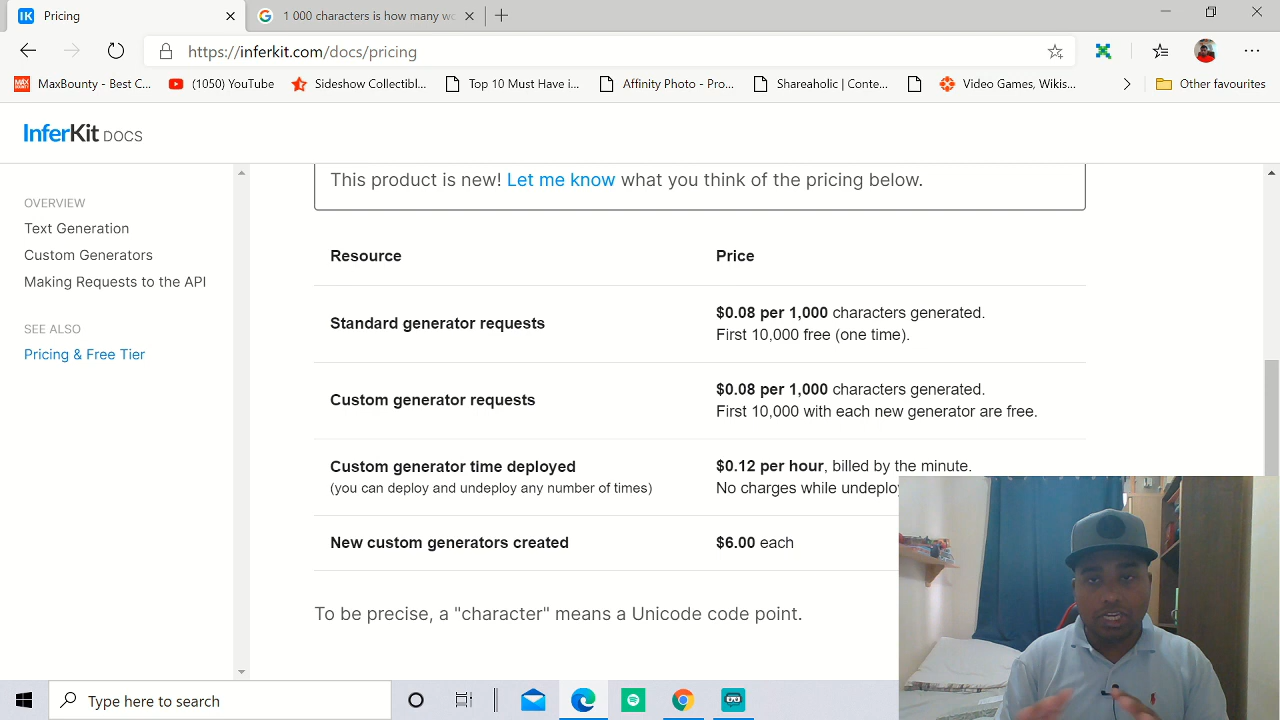 Pricing
1 000 characters is how many wo
https://inferkit.com/docs/pricing
MaxBounty - Best C...
(1050) YouTube
Sideshow Collectibl...
Top 10 Must Have i...
Affinity Photo - Pro...
Shareaholic | Conte...
Video Games, Wikis...
Other favourites
InferKit DOCS
OVERVIEW
Text Generation
Custom Generators
Making Requests to the API
SEE ALSO
Pricing & Free Tier
This product is new! Let me know what you think of the pricing below.
Resource Price
Standard generator requests
$0.08 per 1,000 characters generated.
First 10,000 free (one time).
Custom generator requests
$0.08 per 1,000 characters generated.
First 10,000 with each new generator are free.
Custom generator time deployed
(you can deploy and undeploy any number of times)
$0.12 per hour, billed by the minute.
No charges while undeplo
New custom generators created
$6.00 each
To be precise, a "character" means a Unicode code point.
Type here to search